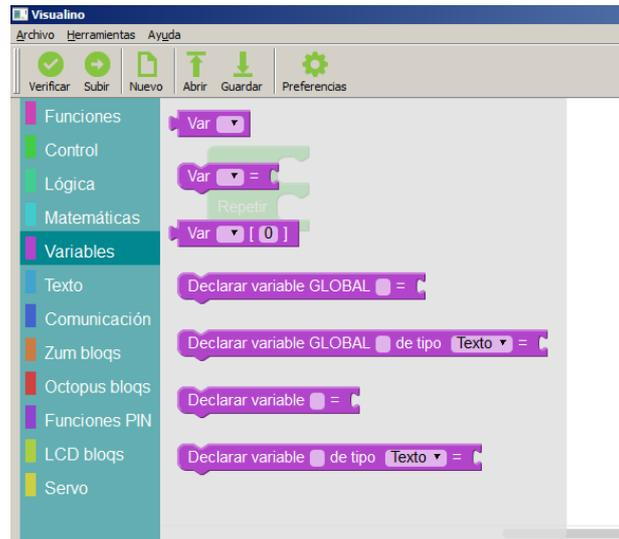 Visualino
Archivo Herramientas Ayuda
Verificar Subir Nuevo Abrir Guardar Preferencias
Funciones
Control
Lógica
Matemáticas
Variables
Texto
Comunicación
Zum bloqs
Octopus bloqs
Funciones PIN
LCD bloqs
Servo
Var
Var =
Repetir
Var [ 0 ]
Declarar variable GLOBAL =
Declarar variable GLOBAL de tipo Texto =
Declarar variable =
Declarar variable de tipo Texto =